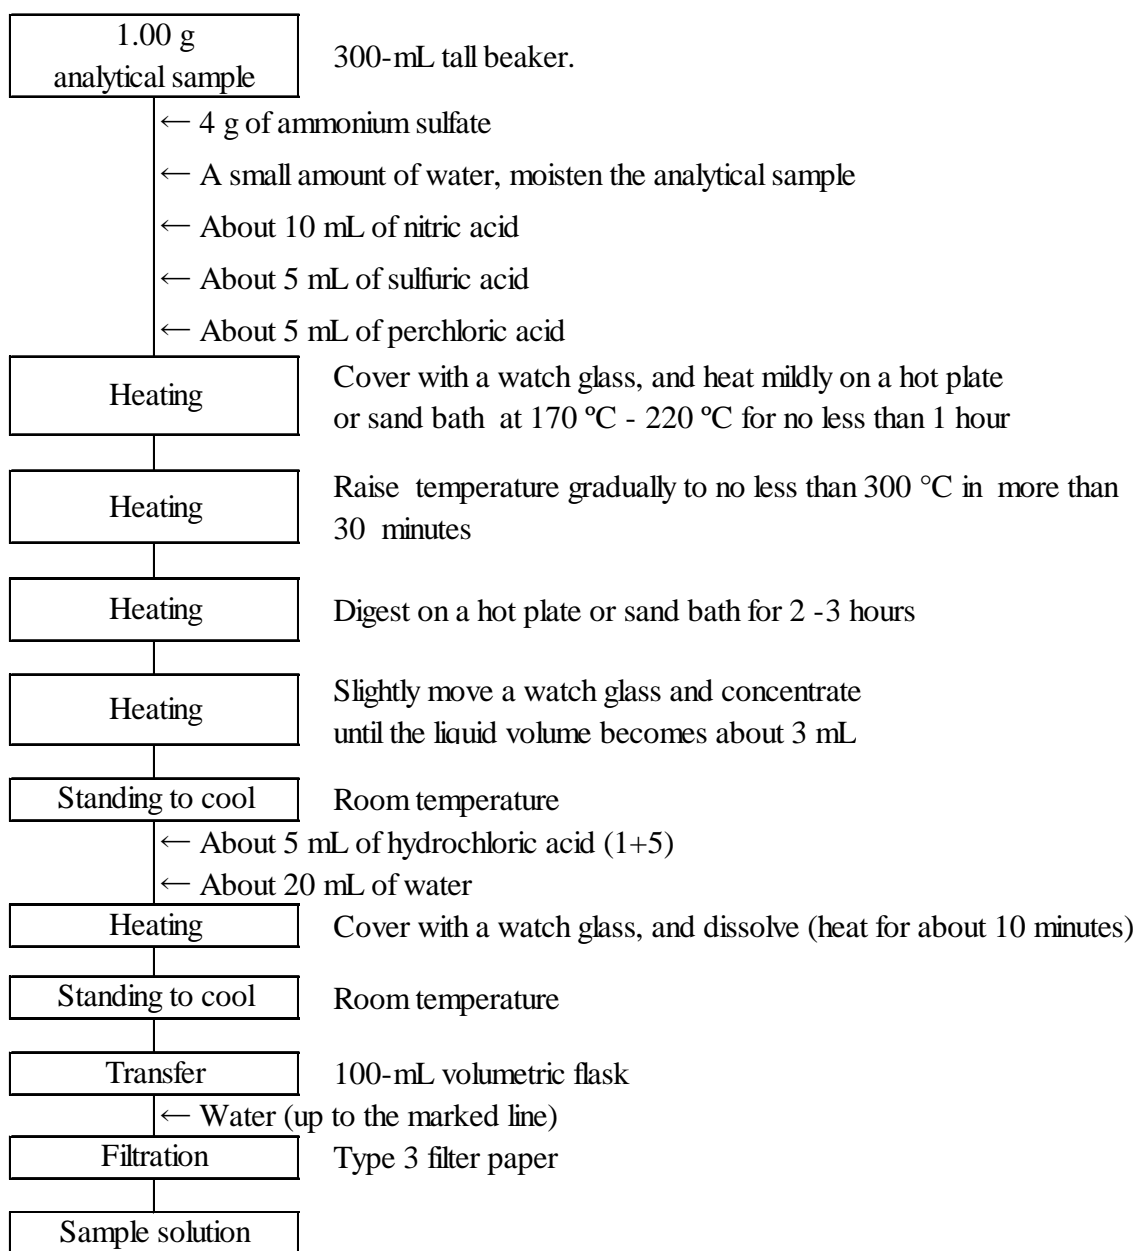 1.00 g
analytical sample
300-mL tall beaker.
← 4 g of ammonium sulfate
← A small amount of water, moisten the analytical sample
← About 10 mL of nitric acid
← About 5 mL of sulfuric acid
← About 5 mL of perchloric acid
Heating
Cover with a watch glass, and heat mildly on a hot plate
or sand bath at 170 ºC - 220 ºC for no less than 1 hour
Heating
Raise temperature gradually to no less than 300 °C in more than
30 minutes
Heating
Digest on a hot plate or sand bath for 2 -3 hours
Heating
Slightly move a watch glass and concentrate
until the liquid volume becomes about 3 mL
Standing to cool
Room temperature
← About 5 mL of hydrochloric acid (1+5)
← About 20 mL of water
Heating
Cover with a watch glass, and dissolve (heat for about 10 minutes)
Standing to cool
Room temperature
Transfer
100-mL volumetric flask
← Water (up to the marked line)
Filtration
Type 3 filter paper
Sample solution